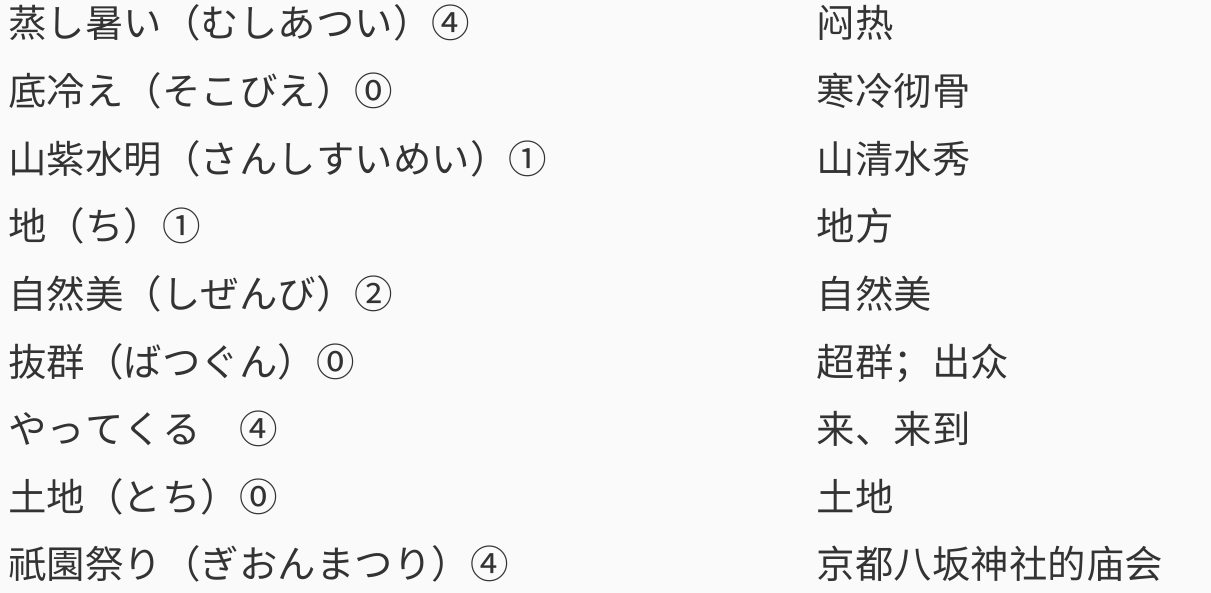 蒸し暑い（むしあつい）④ 闷热
底冷え（そこびえ）⓪ 寒冷彻骨
山紫水明（さんしすいめい）① 山清水秀
地（ち）① 地方
自然美（しぜんび）② 自然美
抜群（ばつぐん）⓪ 超群；出众
やってくる　④ 来、来到
土地（とち）⓪ 土地
祇園祭り（ぎおんまつり）④ 京都八坂神社的庙会